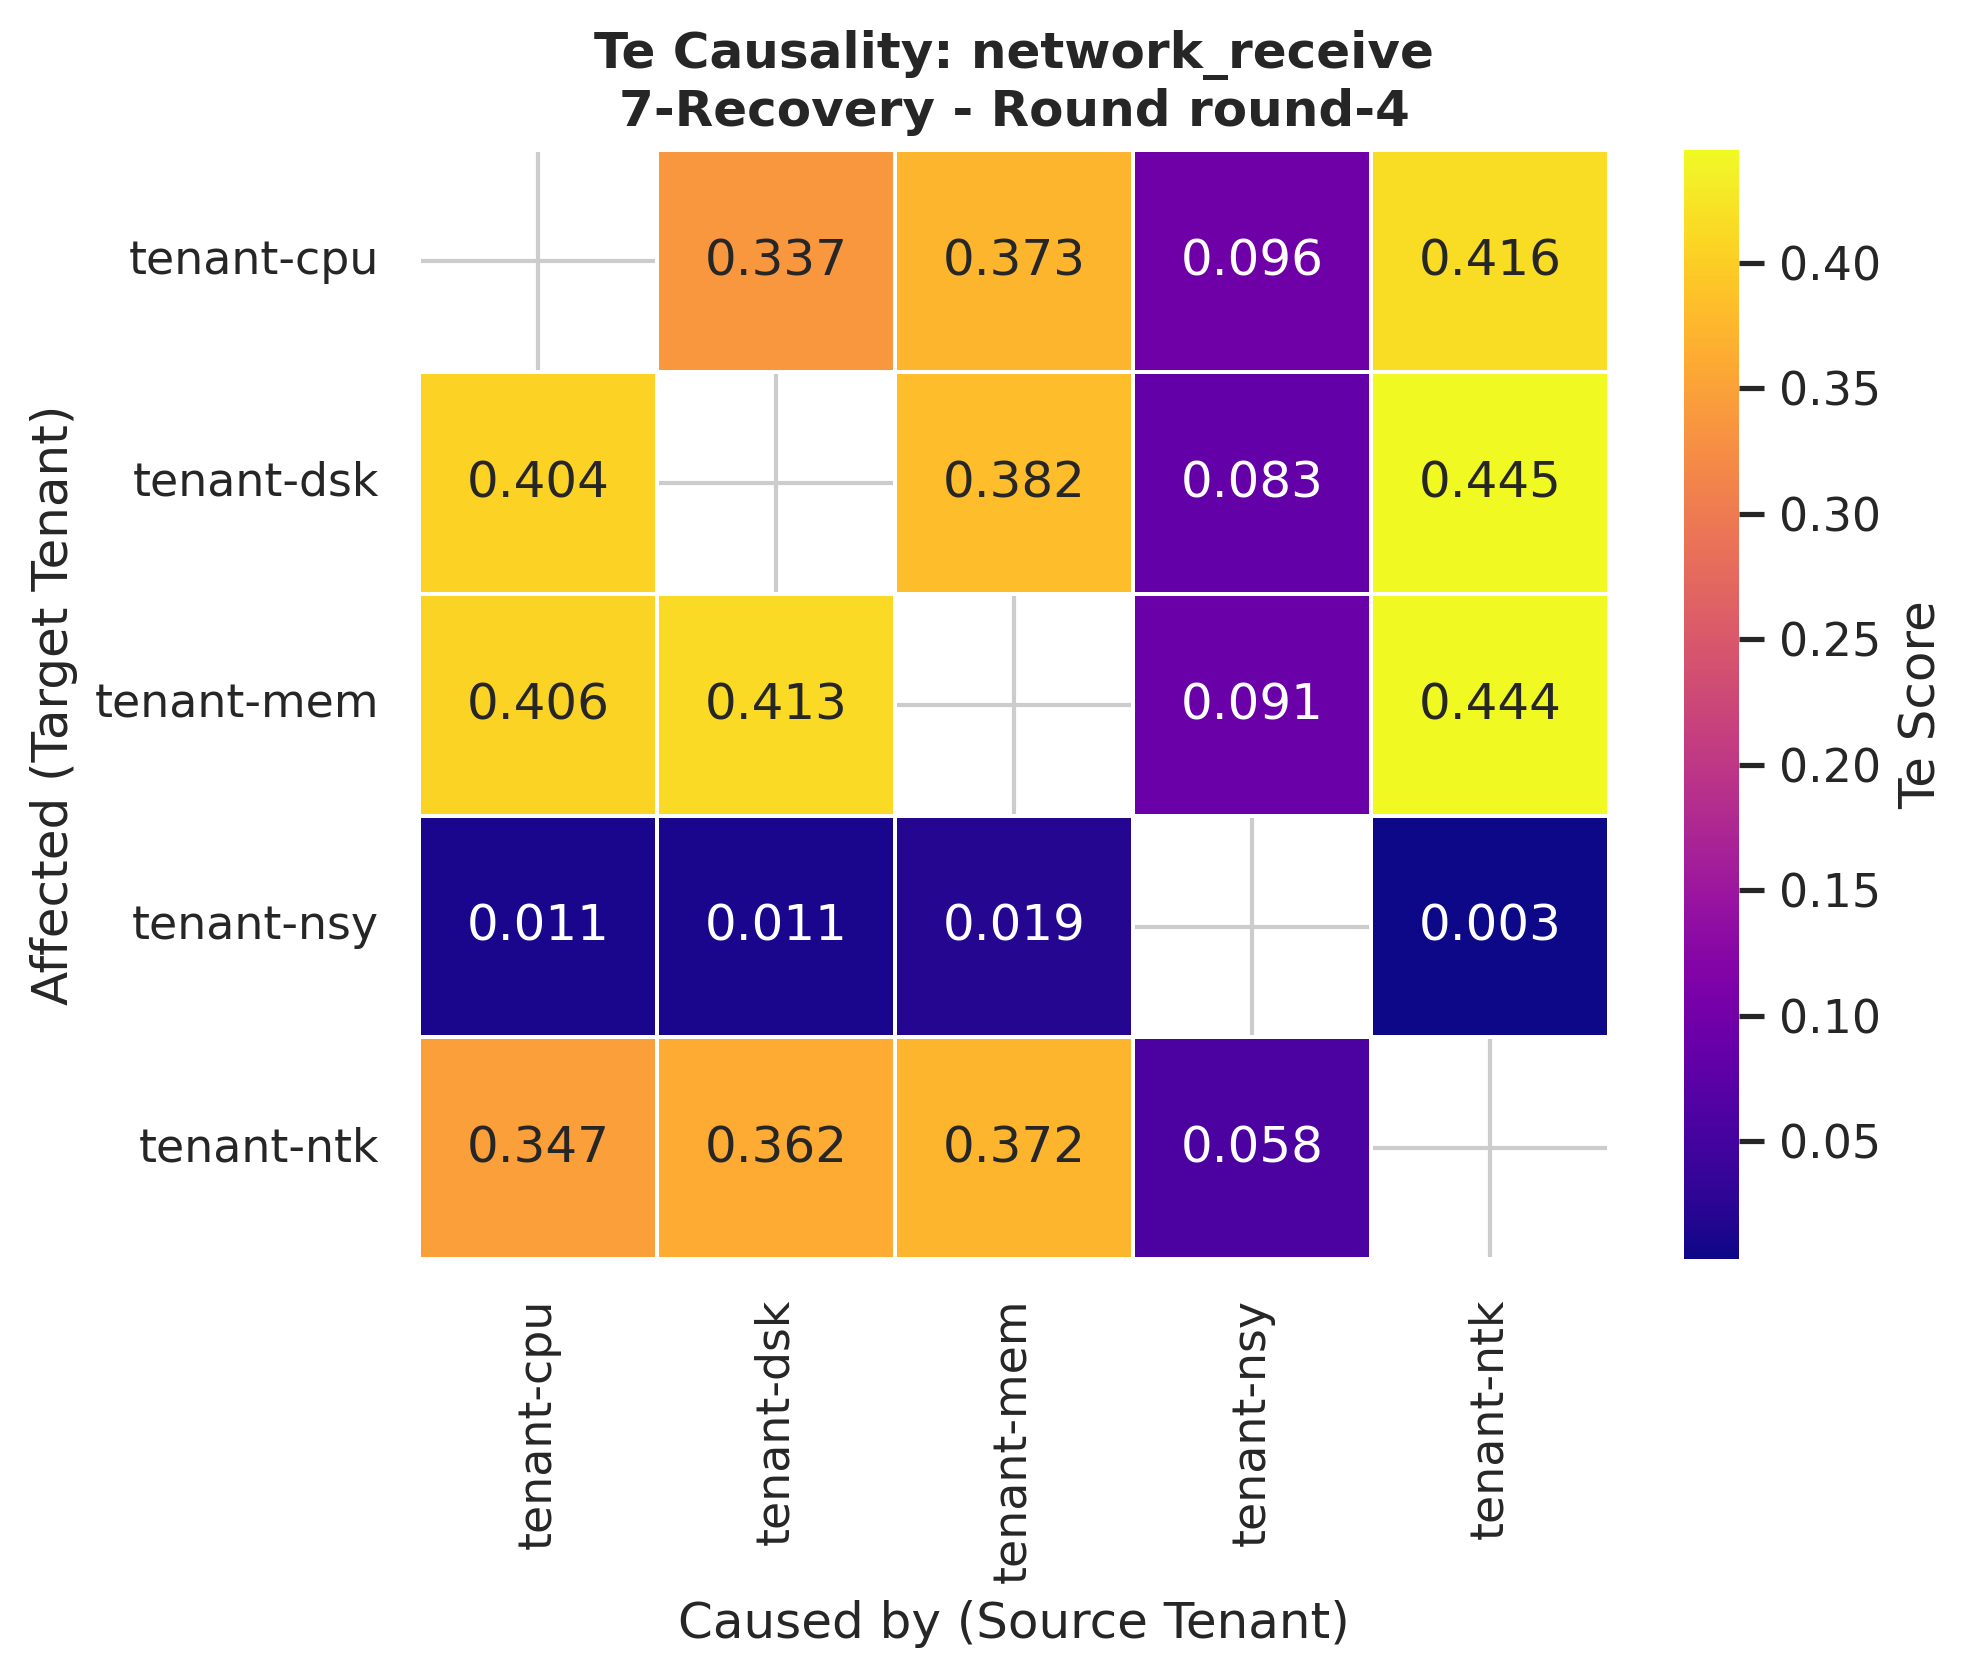 Te Causality: network_receive
7-Recovery - Round round-4
Affected (Target Tenant)
tenant-cpu 0.337 0.373 0.096 0.416
tenant-dsk 0.404 0.382 0.083 0.445
tenant-mem 0.406 0.413 0.091 0.444
tenant-nsy 0.011 0.011 0.019 0.003
tenant-ntk 0.347 0.362 0.372 0.058
tenant-cpu tenant-dsk tenant-mem tenant-nsy tenant-ntk
Caused by (Source Tenant)
0.40
0.35
0.30
0.25
0.20
0.15
0.10
0.05
Te Score